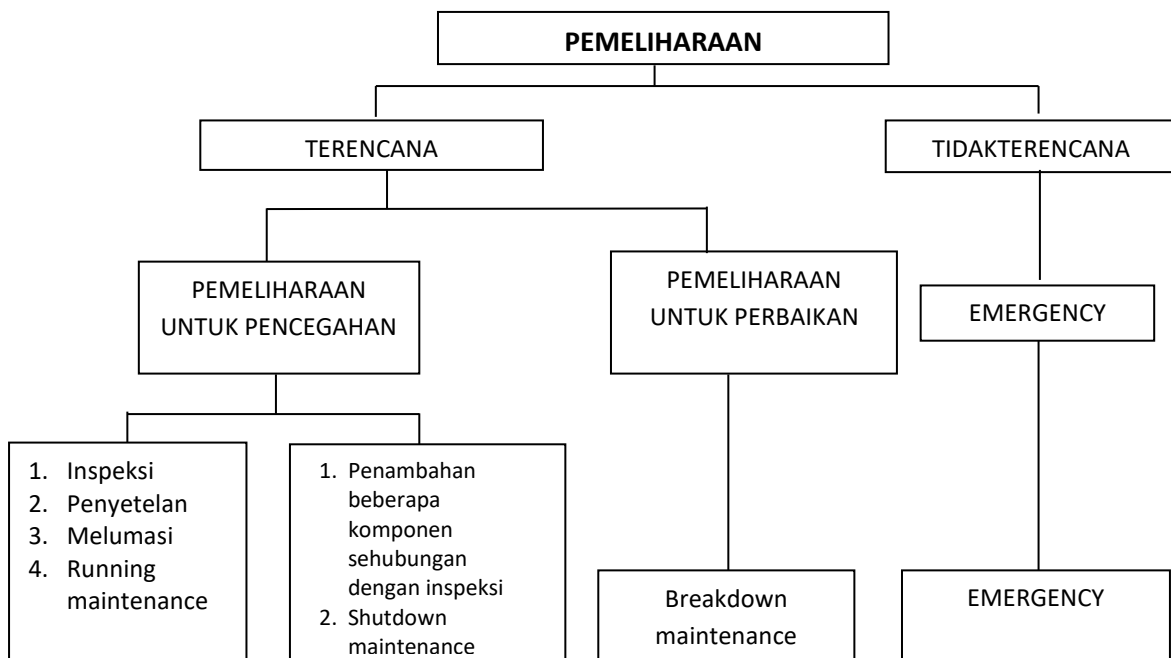 PEMELIHARAAN
TERENCANA
TIDAKTERENCANA
PEMELIHARAAN
UNTUK PENCEGAHAN
PEMELIHARAAN
UNTUK PERBAIKAN
EMERGENCY
1. Inspeksi
2. Penyetelan
3. Melumasi
4. Running
maintenance
1. Penambahan
beberapa
komponen
sehubungan
dengan inspeksi
2. Shutdown
maintenance
Breakdown
maintenance
EMERGENCY